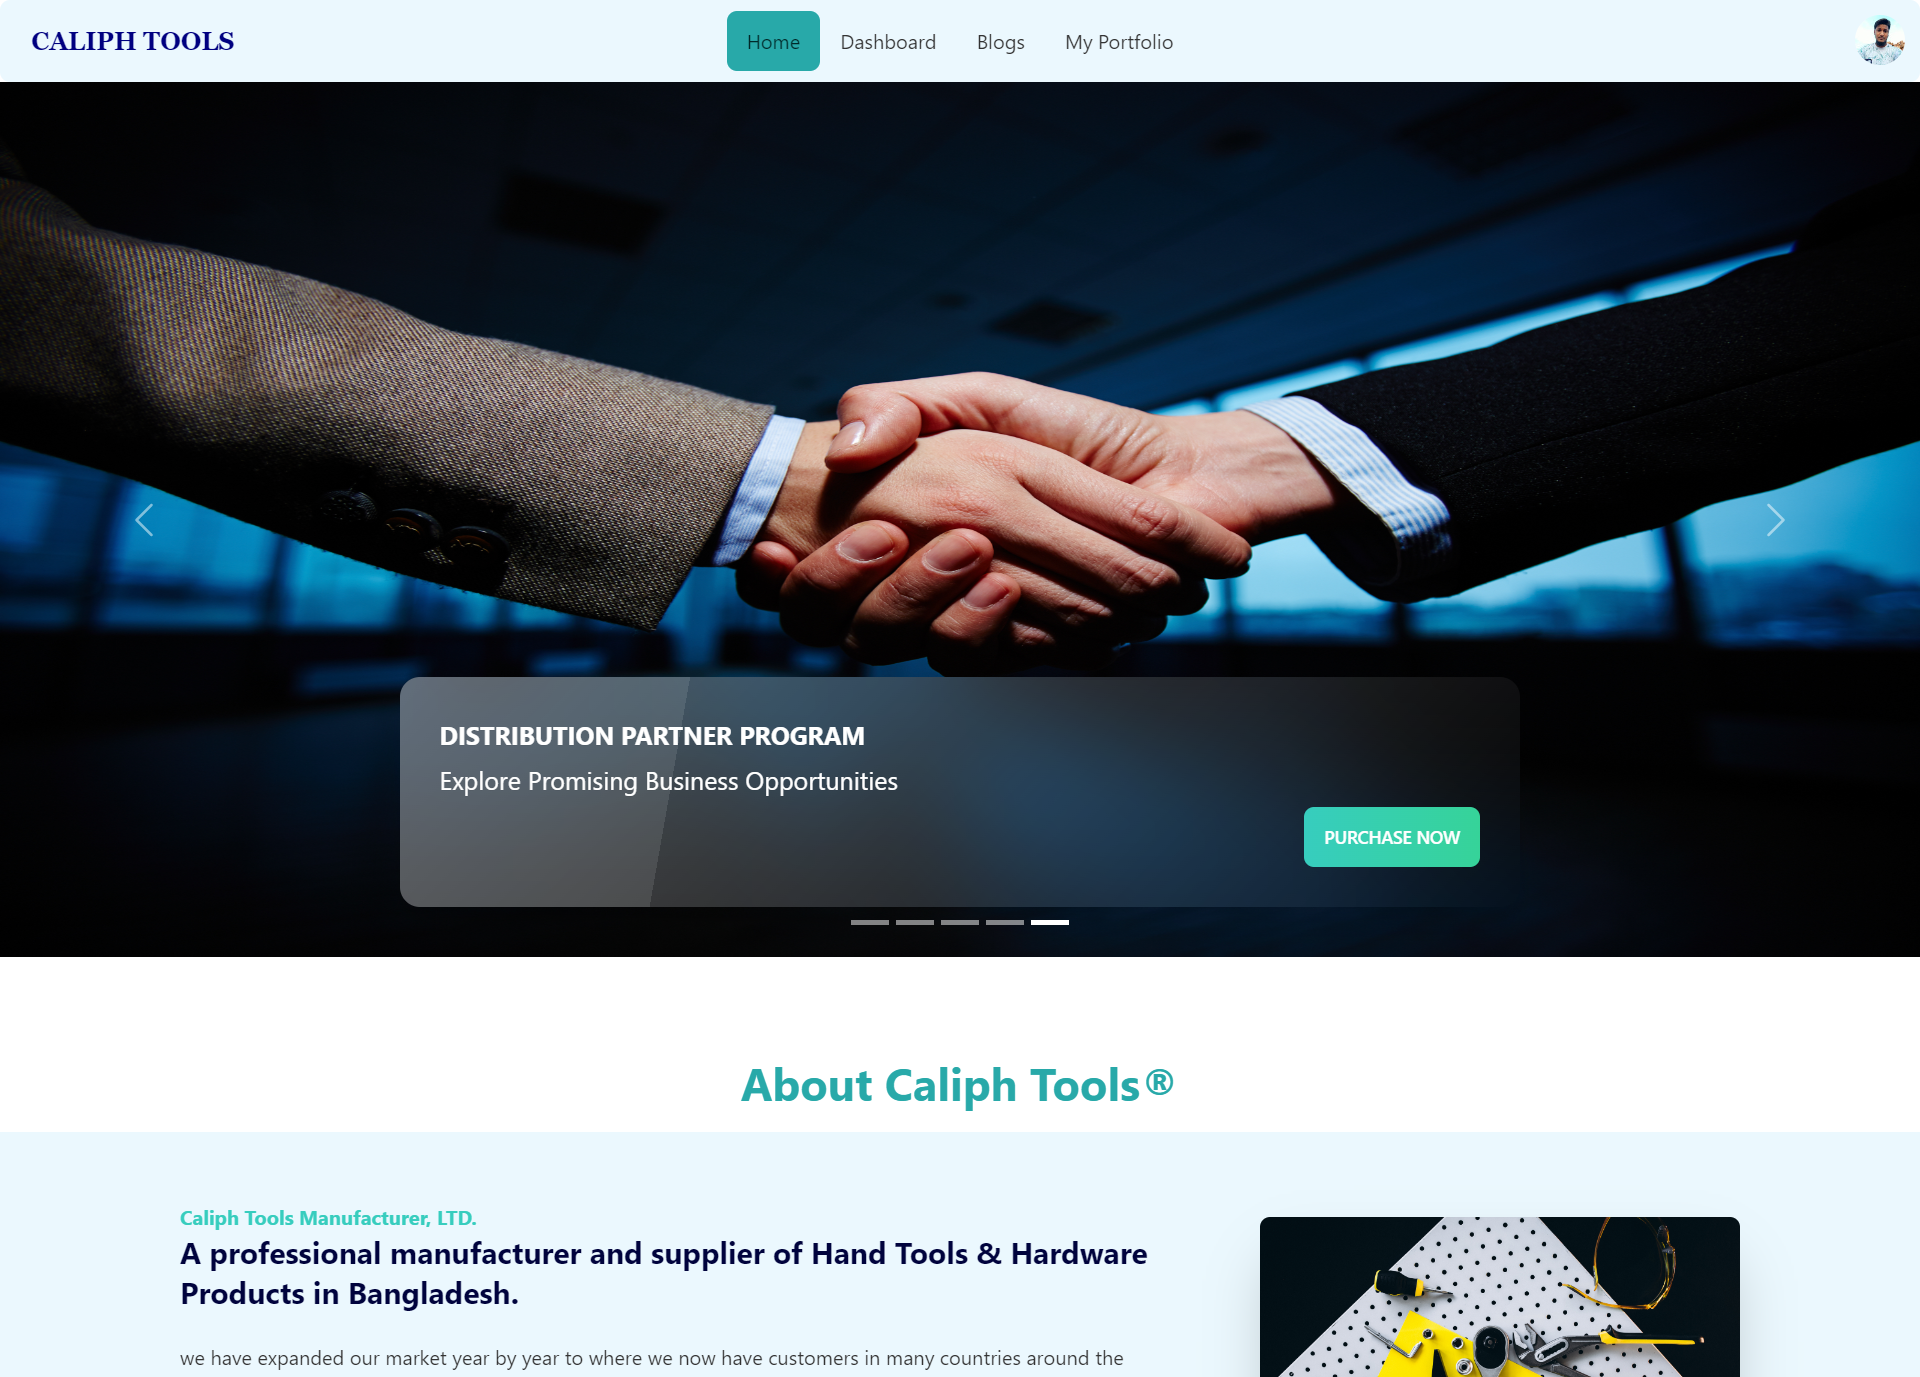 CALIPH TOOLS
Home
Dashboard
Blogs
My Portfolio
DISTRIBUTION PARTNER PROGRAM
Explore Promising Business Opportunities
PURCHASE NOW
About Caliph Tools®
Caliph Tools Manufacturer, LTD.
A professional manufacturer and supplier of Hand Tools & Hardware
Products in Bangladesh.
we have expanded our market year by year to where we now have customers in many countries around the